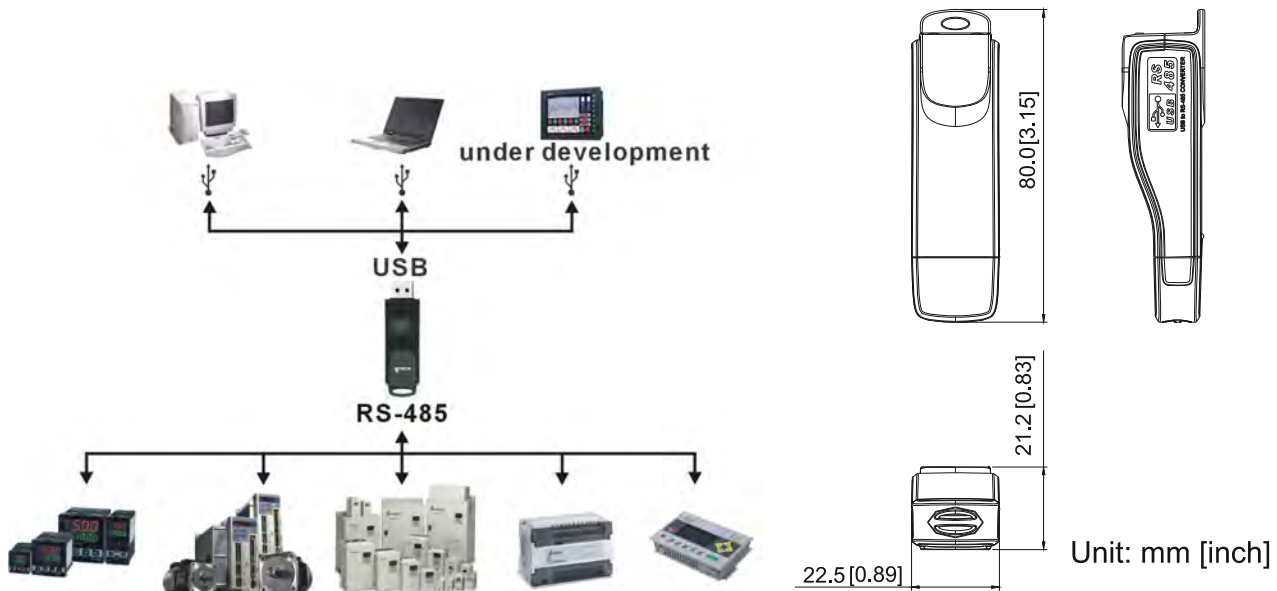 under development
USB
RS-485
80.0[3.15]
RS
485
USB
USB to RS-485 CONVERTER
21.2 [0.83]
22.5 [0.89]
Unit: mm [inch]